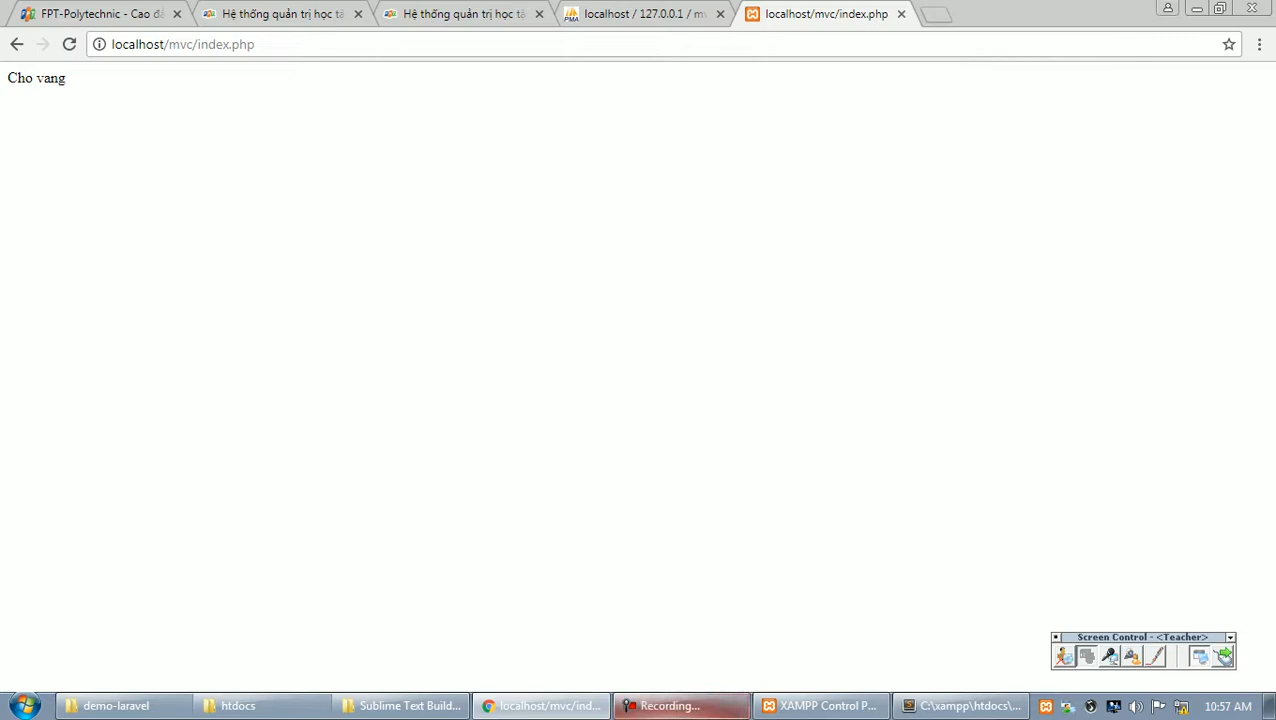 FPT-Polytechnic - Cao đẳ
Hệ thống quản trị học tậ
Hệ thống quản trị học tậ
localhost / 127.0.0.1 / mv
localhost/mvc/index.php
localhost/mvc/index.php
Cho vang
Screen Control - <Teacher>
demo-laravel
htdocs
Sublime Text Build...
localhost/mvc/ind...
Recording...
XAMPP Control P...
C:\xampp\htdocs\...
10:57 AM